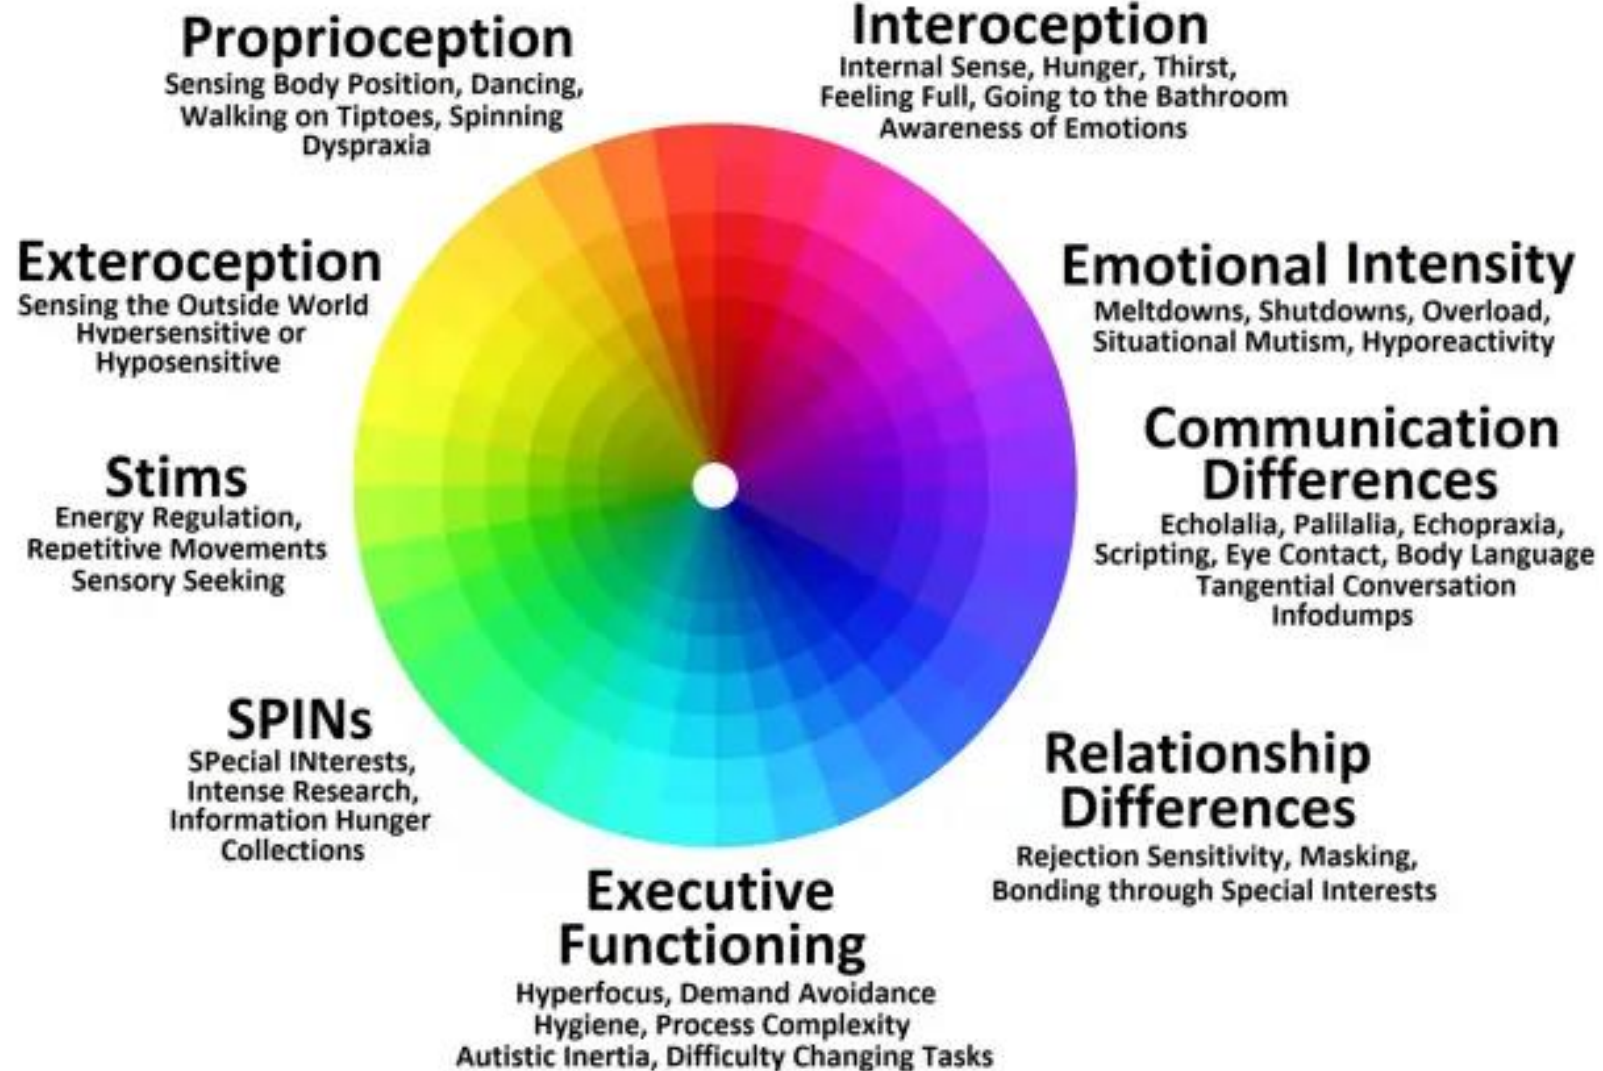 Proprioception
Sensing Body Position, Dancing,
Walking on Tiptoes, Spinning
Dyspraxia
Interoception
Internal Sense, Hunger, Thirst,
Feeling Full, Going to the Bathroom
Awareness of Emotions
Exteroception
Sensing the Outside World
Hypersensitive or
Hyposensitive
Emotional Intensity
Meltdowns, Shutdowns, Overload,
Situational Mutism, Hyporeactivity
Stims
Energy Regulation,
Repetitive Movements
Sensory Seeking
Communication
Differences
Echolalia, Palilalia, Echopraxia,
Scripting, Eye Contact, Body Language
Tangential Conversation
Infodumps
SPINs
SPecial INterests,
Intense Research,
Information Hunger
Collections
Relationship
Differences
Rejection Sensitivity, Masking,
Bonding through Special Interests
Executive
Functioning
Hyperfocus, Demand Avoidance
Hygiene, Process Complexity
Autistic Inertia, Difficulty Changing Tasks